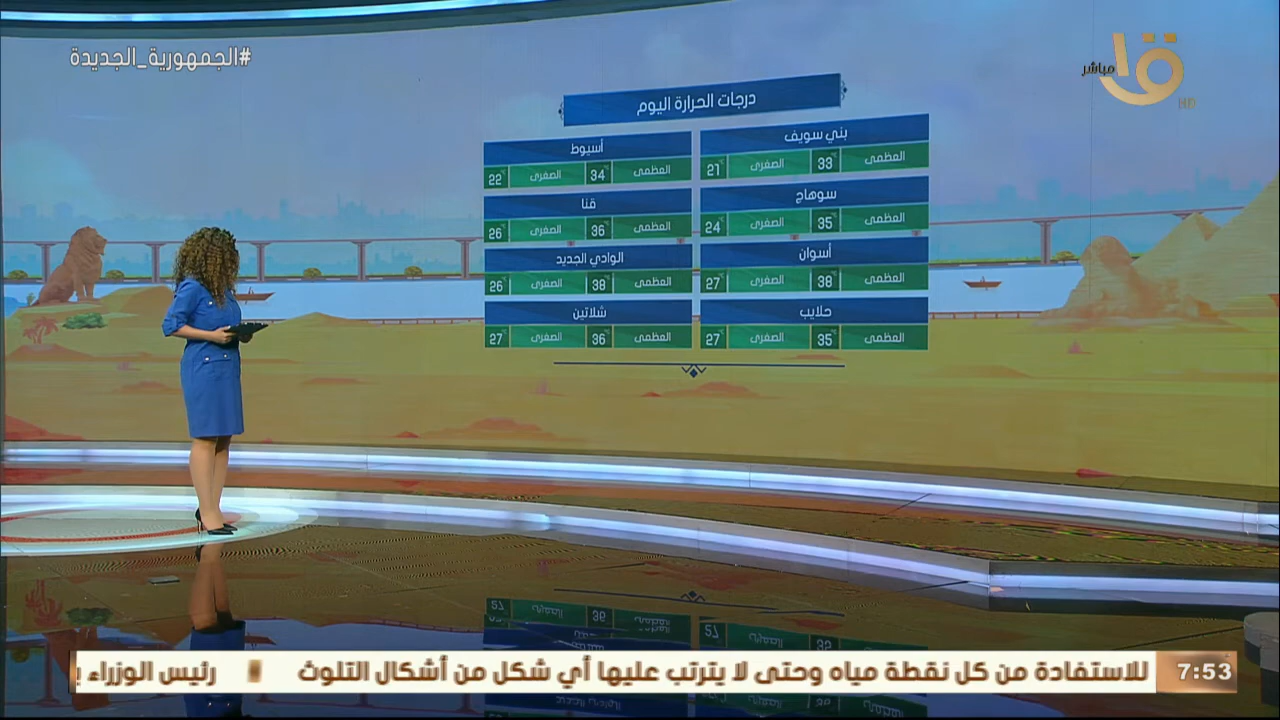 #الجمهورية_الجديدة
مباشر
HD
درجات الحرارة اليوم
بني سويف
العظمى 33 الصغرى 21
أسيوط
العظمى 34 الصغرى 22
سوهاج
العظمى 35 الصغرى 24
قنا
العظمى 36 الصغرى 26
أسوان
العظمى 38 الصغرى 27
الوادي الجديد
العظمى 38 الصغرى 26
حلايب
العظمى 35 الصغرى 27
شلاتين
العظمى 36 الصغرى 27
7:53 للاستفادة من كل نقطة مياه وحتى لا يترتب عليها أي شكل من أشكال التلوث رئيس الوزراء